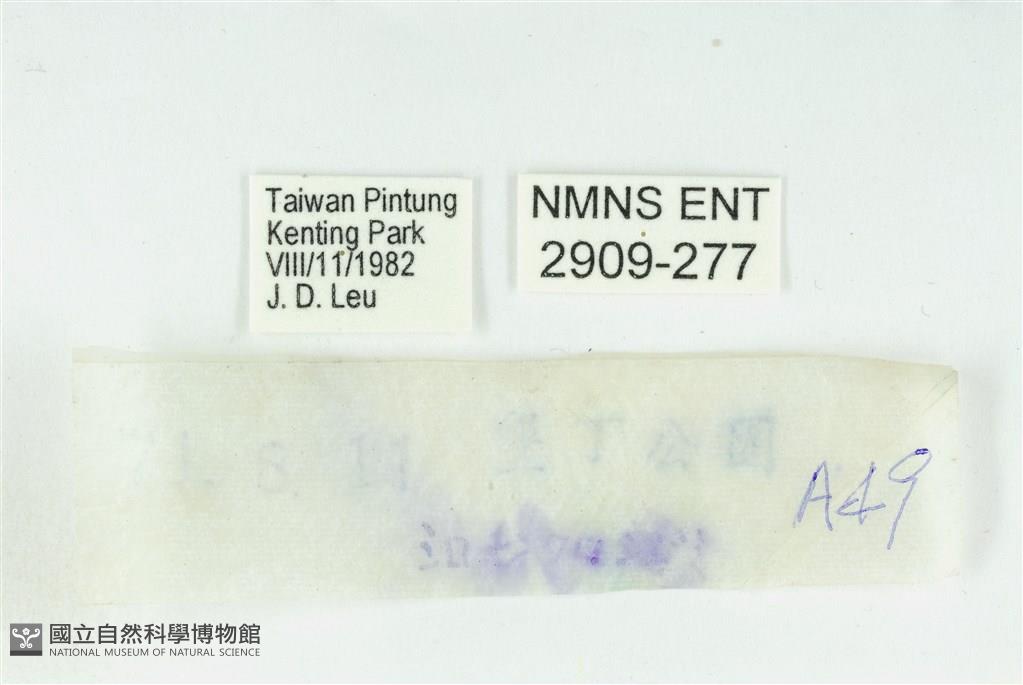 Taiwan Pintung
Kenting Park
VIII/11/1982
J. D. Leu
NMNS ENT
2909-277
A49
國立自然科學博物館
NATIONAL MUSEUM OF NATURAL SCIENCE